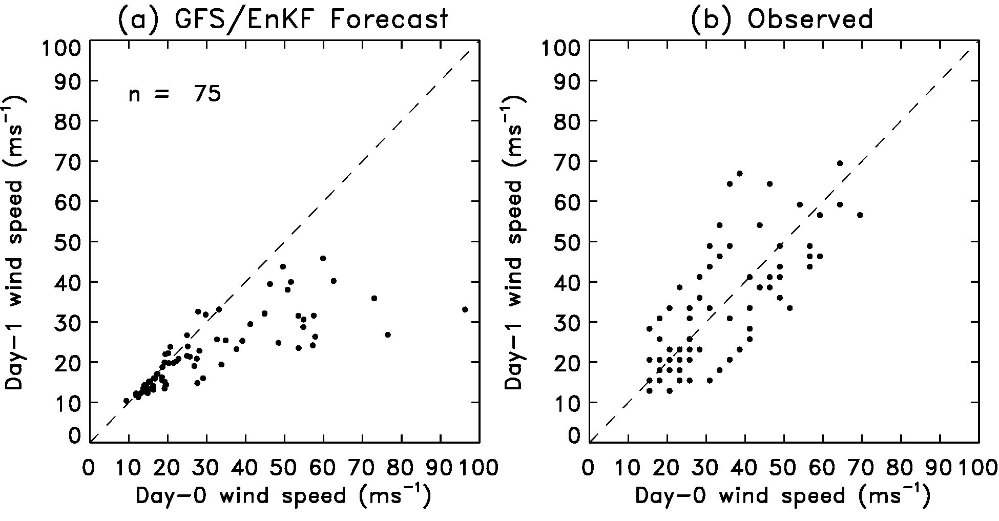 (a) GFS/EnKF Forecast
100
90
80
70
60
50
40
30
20
10
0
n = 75
Day-1 wind speed (ms⁻¹)
0 10 20 30 40 50 60 70 80 90 100
Day-0 wind speed (ms⁻¹)
(b) Observed
100
90
80
70
60
50
40
30
20
10
0
Day-1 wind speed (ms⁻¹)
0 10 20 30 40 50 60 70 80 90 100
Day-0 wind speed (ms⁻¹)